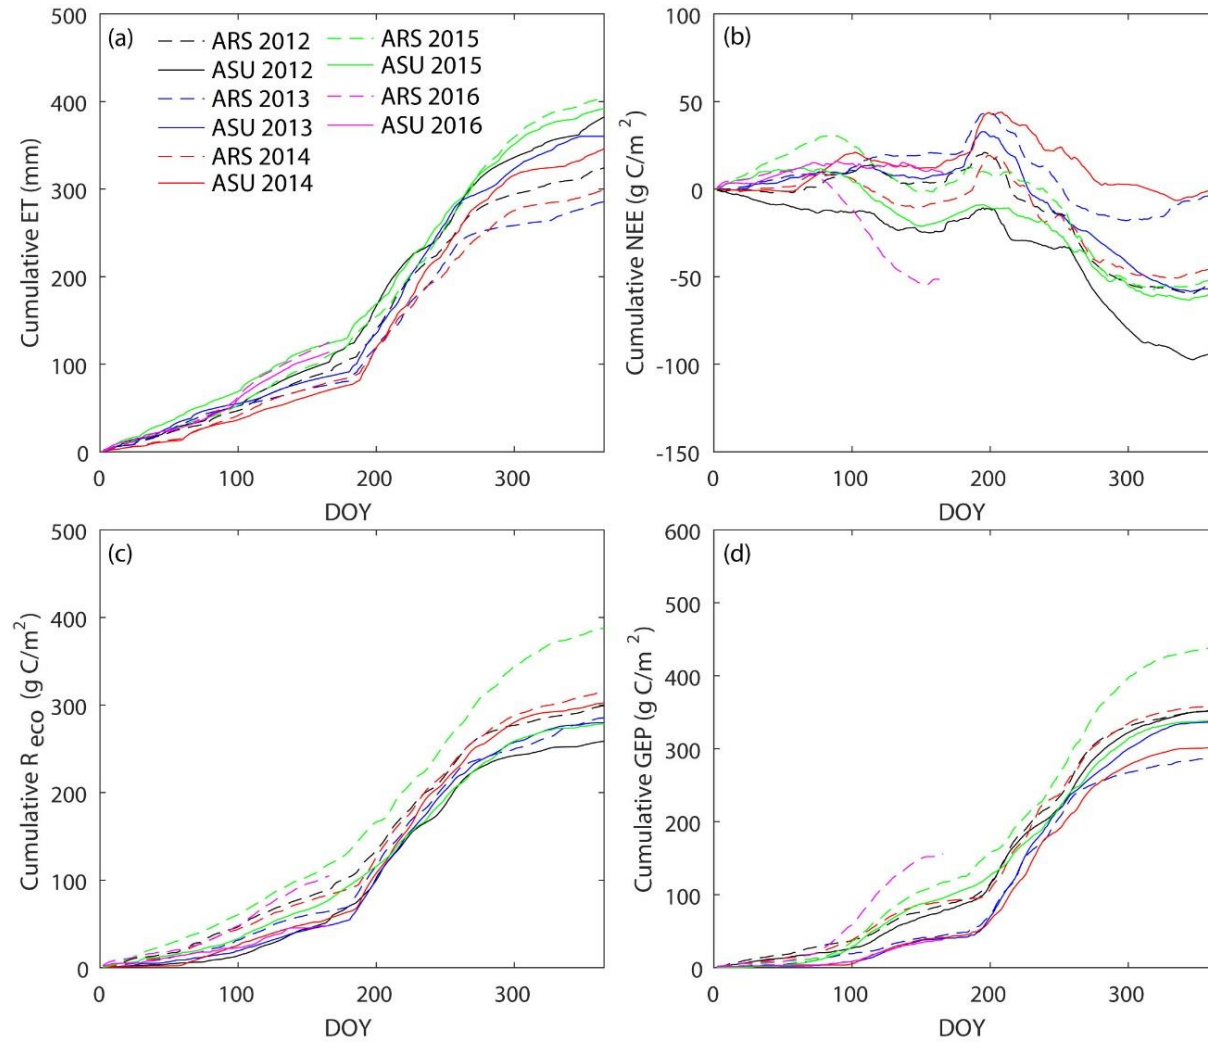 (a)
ARS 2012
ASU 2012
ARS 2013
ASU 2013
ARS 2014
ASU 2014
ARS 2015
ASU 2015
ARS 2016
ASU 2016
500
400
300
200
100
0
Cumulative ET (mm)
0 100 200 300
DOY
(b)
100
50
0
-50
-100
-150
Cumulative NEE (g C/m 2)
0 100 200 300
DOY
(c)
500
400
300
200
100
0
Cumulative R eco (g C/m2)
0 100 200 300
DOY
(d)
600
500
400
300
200
100
0
Cumulative GEP (g C/m 2)
0 100 200 300
DOY